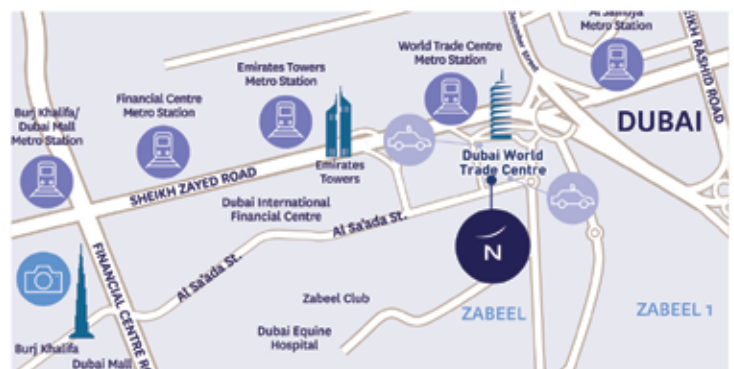 Al Jafiliya
Metro Station
World Trade Centre
Metro Station
December Street
SHEIKH RASHID ROAD
Emirates Towers
Metro Station
Financial Centre
Metro Station
Burj Khalifa/
Dubai Mall
Metro Station
DUBAI
Emirates
Towers
Dubai World
Trade Centre
SHEIKH ZAYED ROAD
Dubai International
Financial Centre
Al Sa'ada St.
Al Sa'ada St.
N
FINANCIAL CENTRE R
Zabeel Club
ZABEEL
ZABEEL 1
Dubai Equine
Hospital
Burj Khalifa
Dubai Mall